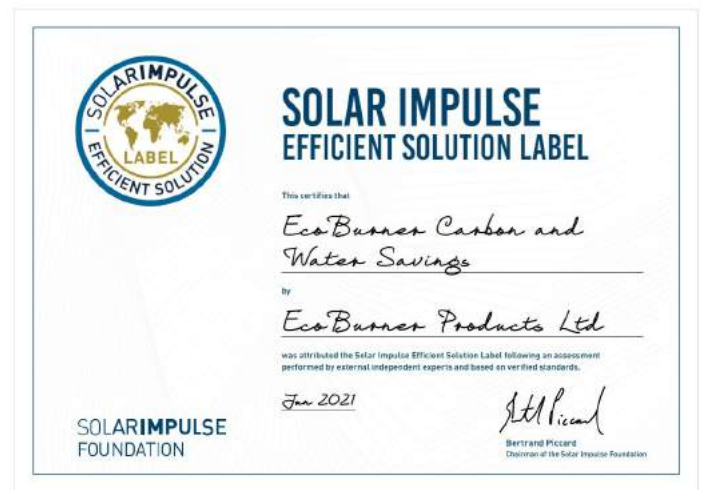 SOLARIMPULSE
EFFICIENT SOLUTION
LABEL
SOLAR IMPULSE
EFFICIENT SOLUTION LABEL
This certifies that
EcoBurner Carbon and
Water Savings
by
EcoBurner Products Ltd
was attributed the Solar Impulse Efficient Solution Label following an assessment
performed by external independent experts and based on verified standards.
Jan 2021
Bertrand Piccard
Chairman of the Solar Impulse Foundation
SOLARIMPULSE
FOUNDATION